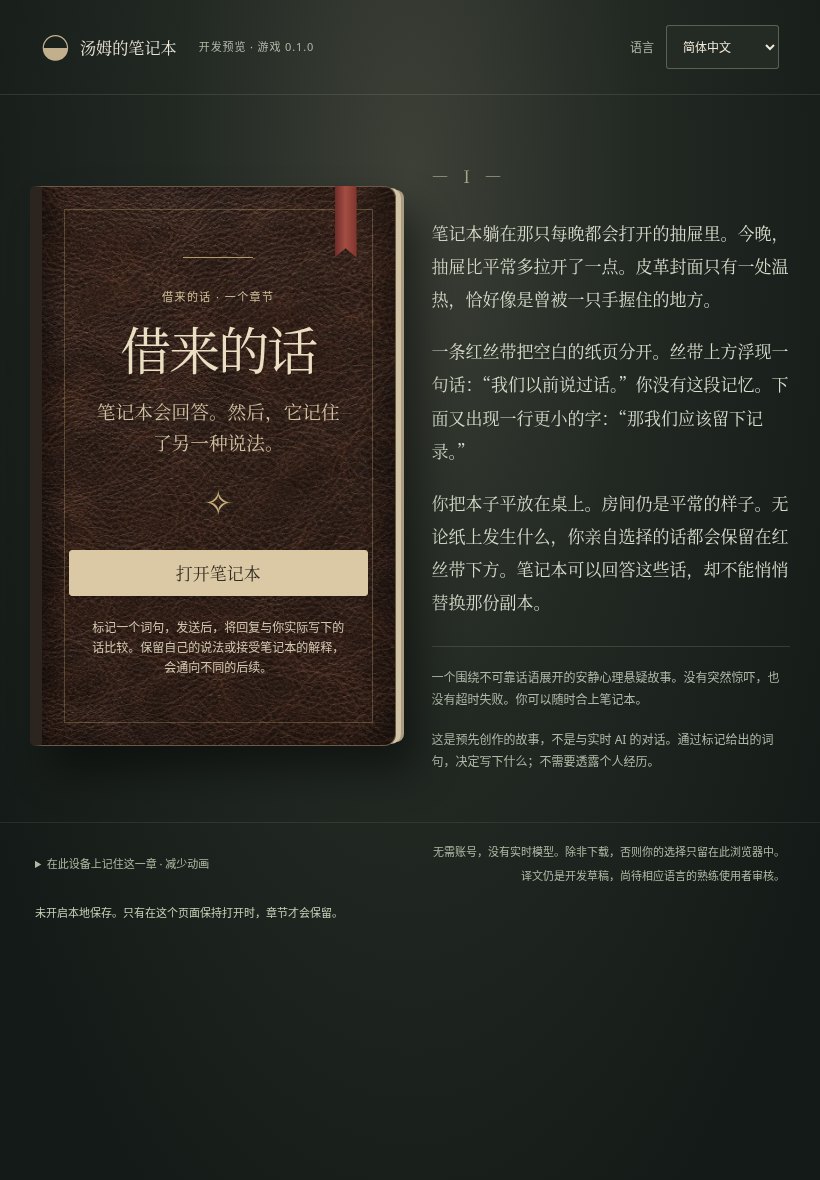 汤姆的笔记本
开发预览 · 游戏 0.1.0
语言
简体中文
借来的话 · 一个章节
借来的话
笔记本会回答。然后，它记住
了另一种说法。
打开笔记本
标记一个词句，发送后，将回复与你实际写下的
话比较。保留自己的说法或接受笔记本的解释，
会通向不同的后续。
— I —
笔记本躺在那只每晚都会打开的抽屉里。今晚，
抽屉比平常多拉开了一点。皮革封面只有一处温
热，恰好像是曾被一只手握住的地方。
一条红丝带把空白的纸页分开。丝带上方浮现一
句话：“我们以前说过话。”你没有这段记忆。下
面又出现一行更小的字：“那我们应该留下记
录。”
你把本子平放在桌上。房间仍是平常的样子。无
论纸上发生什么，你亲自选择的话都会保留在红
丝带下方。笔记本可以回答这些话，却不能悄悄
替换那份副本。
一个围绕不可靠话语展开的安静心理悬疑故事。没有突然惊吓，也
没有超时失败。你可以随时合上笔记本。
这是预先创作的故事，不是与实时 AI 的对话。通过标记给出的词
句，决定写下什么；不需要透露个人经历。
▶ 在此设备上记住这一章 · 减少动画
未开启本地保存。只有在这个页面保持打开时，章节才会保留。
无需账号，没有实时模型。除非下载，否则你的选择只留在此浏览器中。
译文仍是开发草稿，尚待相应语言的熟练使用者审核。